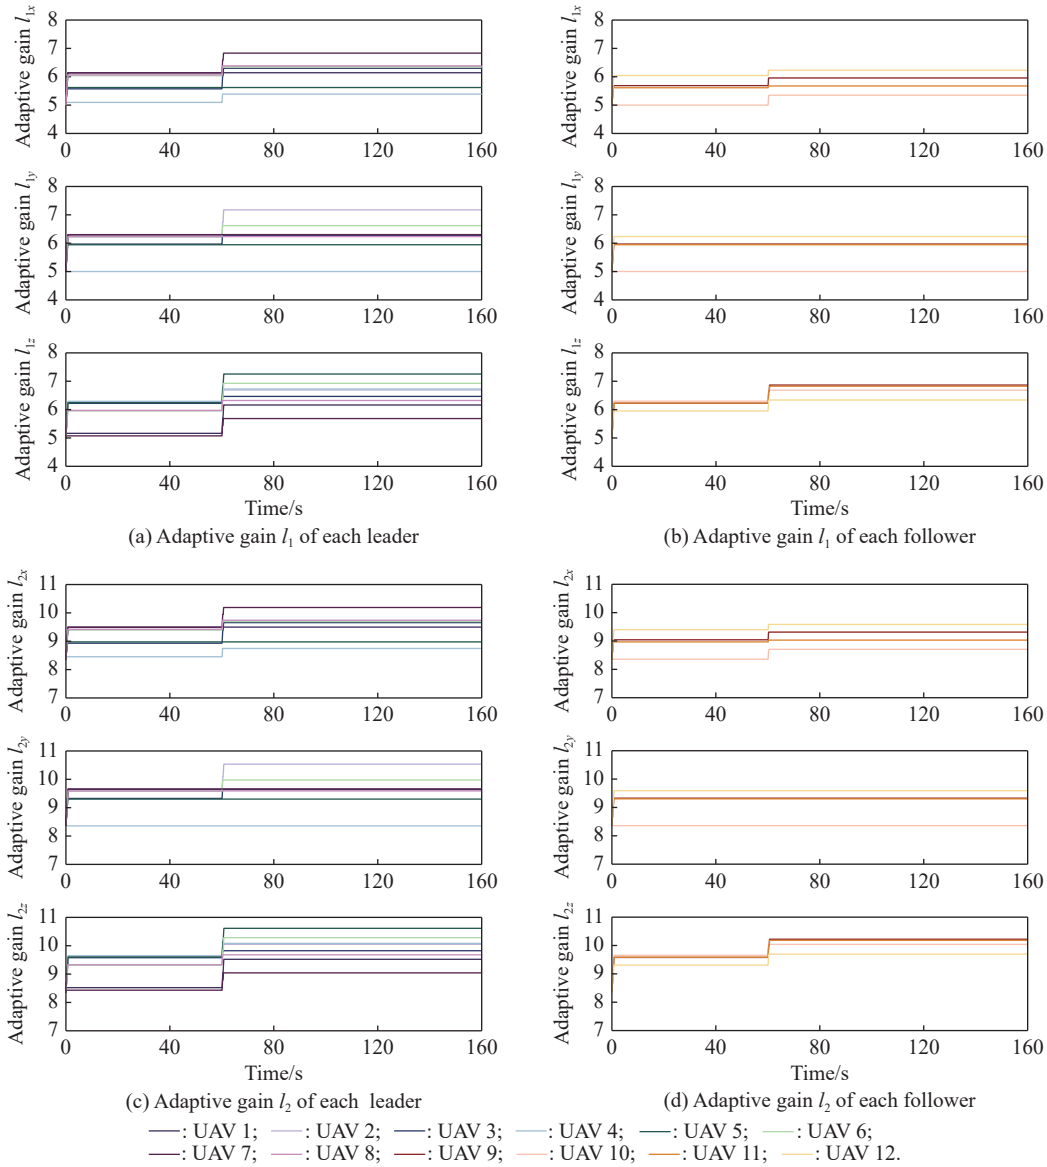 Adaptive gain l1x
8
7
6
5
4
0 40 80 120 160
Adaptive gain l1y
8
7
6
5
4
0 40 80 120 160
Adaptive gain l1z
8
7
6
5
4
0 40 80 120 160
Time/s
(a) Adaptive gain l1 of each leader
Adaptive gain l1x
8
7
6
5
4
0 40 80 120 160
Adaptive gain l1y
8
7
6
5
4
0 40 80 120 160
Adaptive gain l1z
8
7
6
5
4
0 40 80 120 160
Time/s
(b) Adaptive gain l1 of each follower
Adaptive gain l2x
11
10
9
8
7
0 40 80 120 160
Adaptive gain l2y
11
10
9
8
7
0 40 80 120 160
Adaptive gain l2z
11
10
9
8
7
0 40 80 120 160
Time/s
(c) Adaptive gain l2 of each leader
Adaptive gain l2x
11
10
9
8
7
0 40 80 120 160
Adaptive gain l2y
11
10
9
8
7
0 40 80 120 160
Adaptive gain l2z
11
10
9
8
7
0 40 80 120 160
Time/s
(d) Adaptive gain l2 of each follower
: UAV 1; : UAV 2; : UAV 3; : UAV 4; : UAV 5; : UAV 6;
: UAV 7; : UAV 8; : UAV 9; : UAV 10; : UAV 11; : UAV 12.